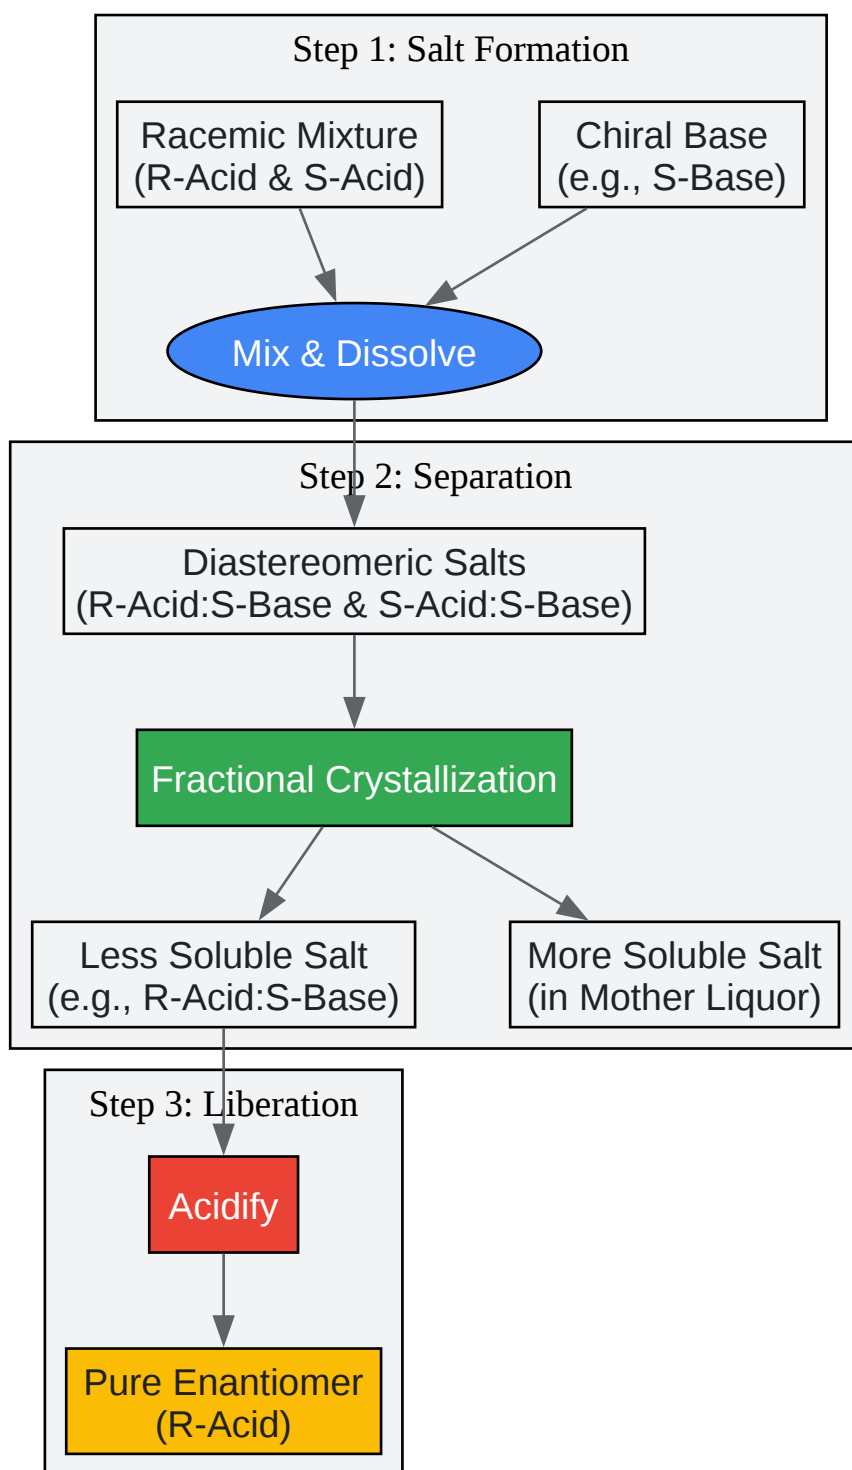 Step 1: Salt Formation
Racemic Mixture
(R-Acid & S-Acid)
Chiral Base
(e.g., S-Base)
Mix & Dissolve
Step 2: Separation
Diastereomeric Salts
(R-Acid:S-Base & S-Acid:S-Base)
Fractional Crystallization
Less Soluble Salt
(e.g., R-Acid:S-Base)
More Soluble Salt
(in Mother Liquor)
Step 3: Liberation
Acidify
Pure Enantiomer
(R-Acid)